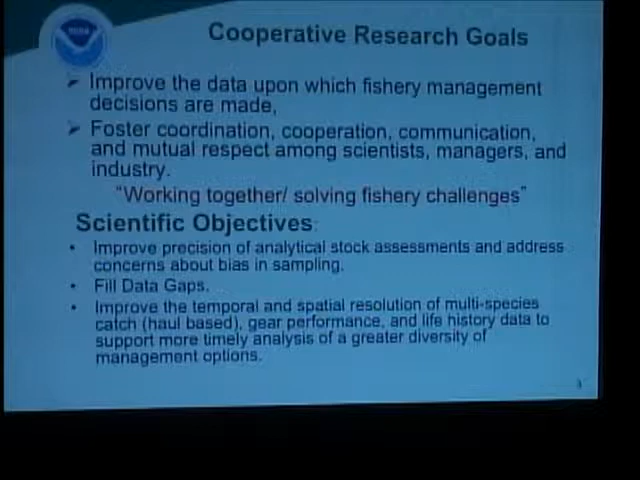 NOAA
Cooperative Research Goals
➢ Improve the data upon which fishery management
decisions are made,
➢ Foster coordination, cooperation, communication,
and mutual respect among scientists, managers, and
industry.
"Working together/ solving fishery challenges"
Scientific Objectives:
• Improve precision of analytical stock assessments and address
concerns about bias in sampling.
• Fill Data Gaps.
• Improve the temporal and spatial resolution of multi-species
catch (haul based), gear performance, and life history data to
support more timely analysis of a greater diversity of
management options.